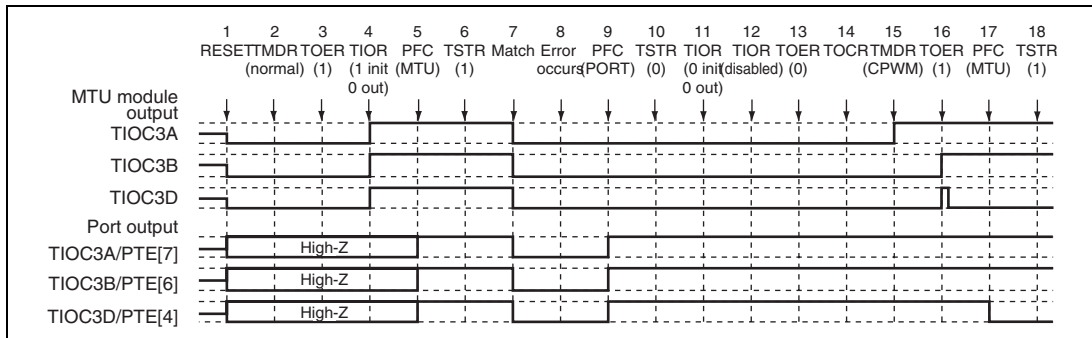 1 2 3 4 5 6 7 8 9 10 11 12 13 14 15 16 17 18
RESET TMDR TOER TIOR PFC TSTR Match Error PFC TSTR TIOR TIOR TOER TOCR TMDR TOER PFC TSTR
(normal) (1) (1 init (MTU) (1) occurs (PORT) (0) (0 init (disabled) (0) (CPWM) (1) (MTU) (1)
0 out) 0 out)
MTU module
output
TIOC3A
TIOC3B
TIOC3D
Port output
TIOC3A/PTE[7] High-Z
TIOC3B/PTE[6] High-Z
TIOC3D/PTE[4] High-Z